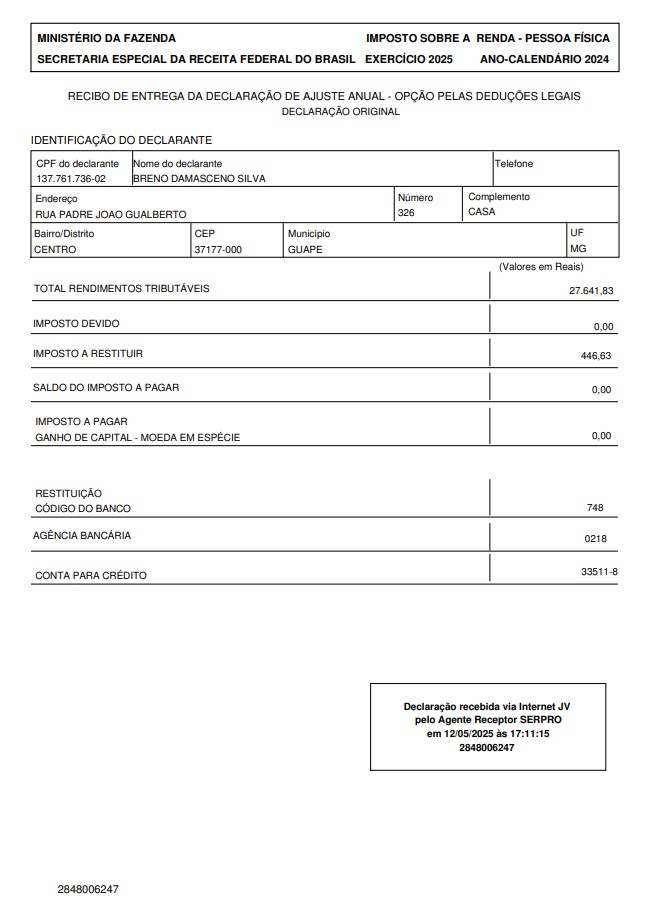 MINISTÉRIO DA FAZENDA IMPOSTO SOBRE A RENDA - PESSOA FÍSICA
SECRETARIA ESPECIAL DA RECEITA FEDERAL DO BRASIL EXERCÍCIO 2025 ANO-CALENDÁRIO 2024
RECIBO DE ENTREGA DA DECLARAÇÃO DE AJUSTE ANUAL - OPÇÃO PELAS DEDUÇÕES LEGAIS
DECLARAÇÃO ORIGINAL
IDENTIFICAÇÃO DO DECLARANTE
CPF do declarante Nome do declarante Telefone
137.761.736-02 BRENO DAMASCENO SILVA
Endereço Número Complemento
RUA PADRE JOAO GUALBERTO 326 CASA
Bairro/Distrito CEP Município UF
CENTRO 37177-000 GUAPE MG
(Valores em Reais)
TOTAL RENDIMENTOS TRIBUTÁVEIS 27.641,83
IMPOSTO DEVIDO 0,00
IMPOSTO A RESTITUIR 446,63
SALDO DO IMPOSTO A PAGAR 0,00
IMPOSTO A PAGAR
GANHO DE CAPITAL - MOEDA EM ESPÉCIE 0,00
RESTITUIÇÃO
CÓDIGO DO BANCO 748
AGÊNCIA BANCÁRIA 0218
CONTA PARA CRÉDITO 33511-8
Declaração recebida via Internet JV
pelo Agente Receptor SERPRO
em 12/05/2025 às 17:11:15
2848006247
2848006247